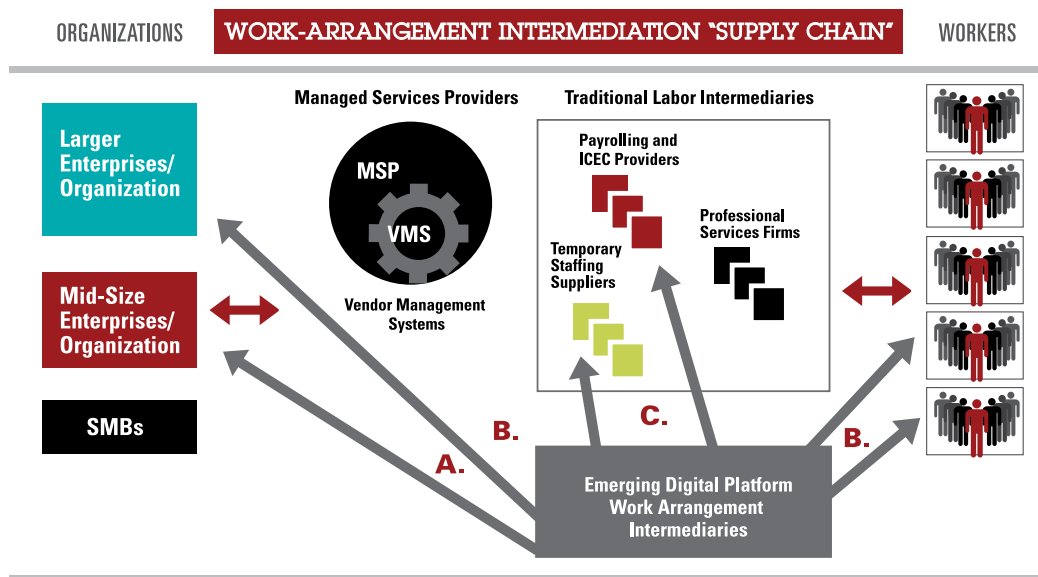 ORGANIZATIONS
WORK-ARRANGEMENT INTERMEDIATION "SUPPLY CHAIN"
WORKERS
Larger
Enterprises/
Organization
Mid-Size
Enterprises/
Organization
SMBs
Managed Services Providers
MSP
VMS
Vendor Management
Systems
Traditional Labor Intermediaries
Payrolling and
ICEC Providers
Professional
Services Firms
Temporary
Staffing
Suppliers
A.
B.
C.
B.
Emerging Digital Platform
Work Arrangement
Intermediaries